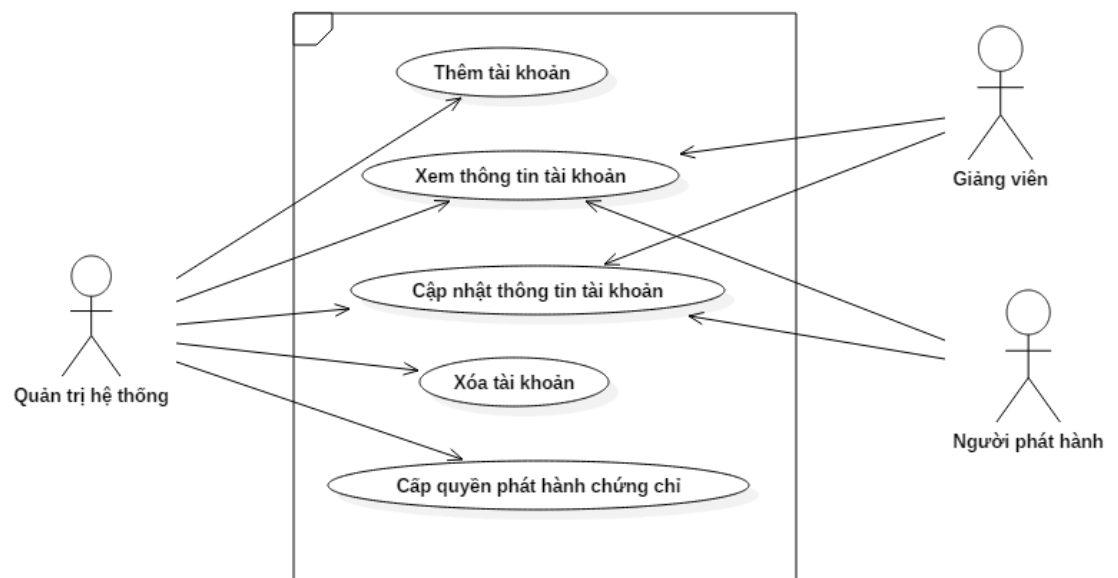 Thêm tài khoản
Xem thông tin tài khoản
Giảng viên
Cập nhật thông tin tài khoản
Xóa tài khoản
Quản trị hệ thống
Người phát hành
Cấp quyền phát hành chứng chỉ